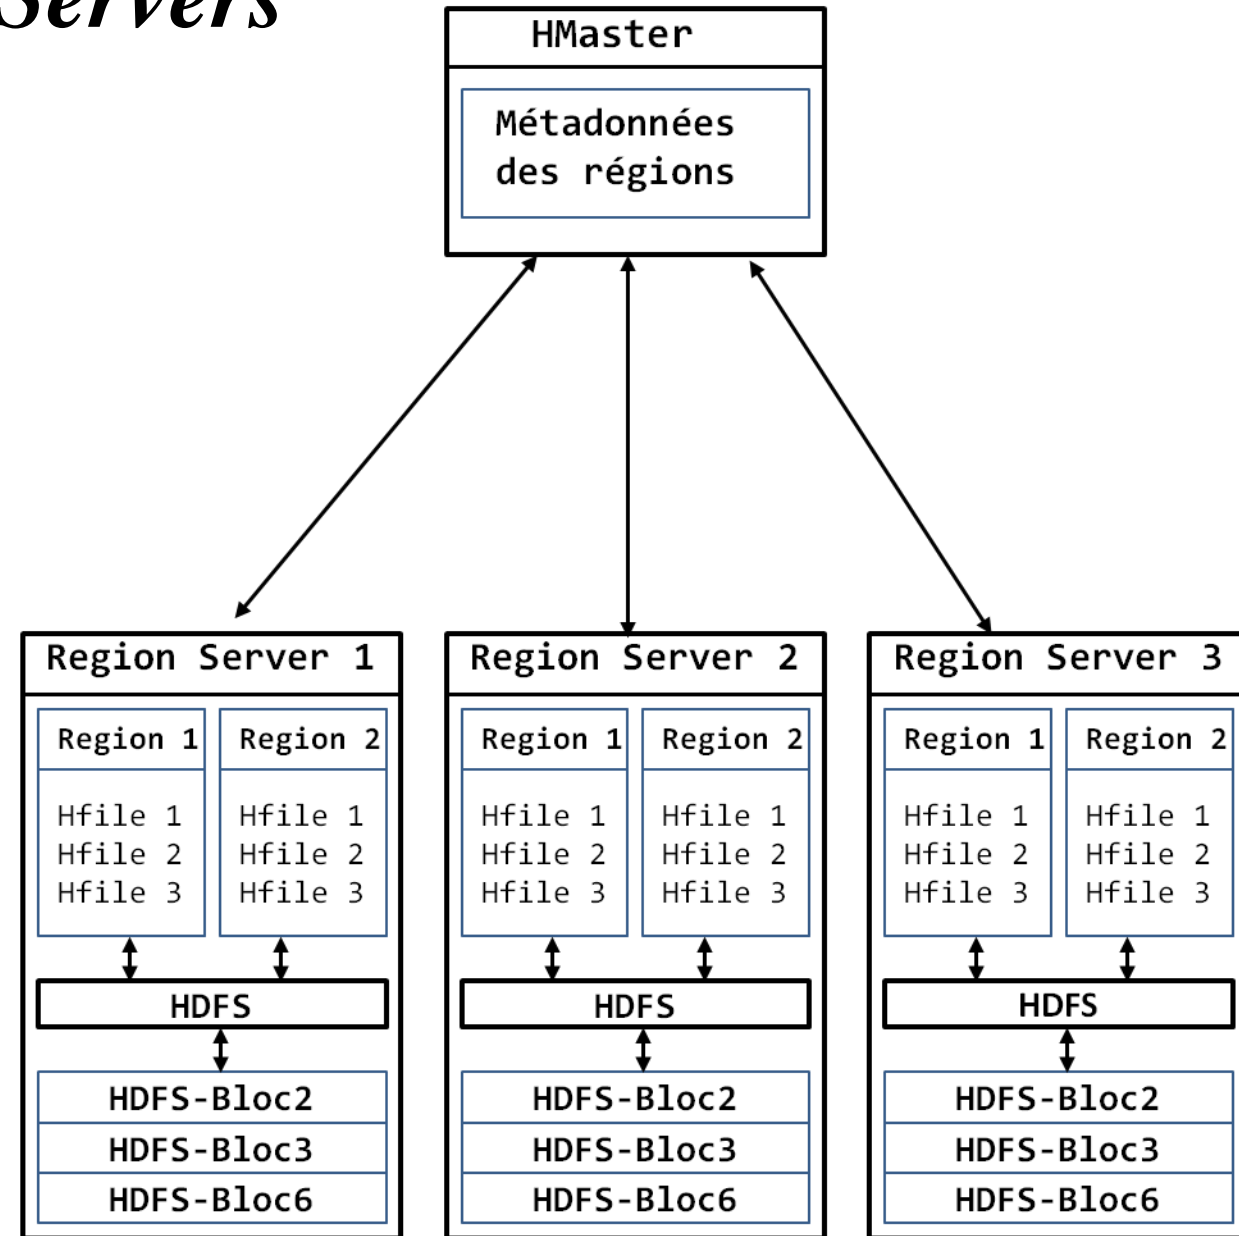 Servers
HMaster
Métadonnées
des régions
Region Server 1
Region 1
Hfile 1
Hfile 2
Hfile 3
Region 2
Hfile 1
Hfile 2
Hfile 3
HDFS
HDFS-Bloc2
HDFS-Bloc3
HDFS-Bloc6
Region Server 2
Region 1
Hfile 1
Hfile 2
Hfile 3
Region 2
Hfile 1
Hfile 2
Hfile 3
HDFS
HDFS-Bloc2
HDFS-Bloc3
HDFS-Bloc6
Region Server 3
Region 1
Hfile 1
Hfile 2
Hfile 3
Region 2
Hfile 1
Hfile 2
Hfile 3
HDFS
HDFS-Bloc2
HDFS-Bloc3
HDFS-Bloc6